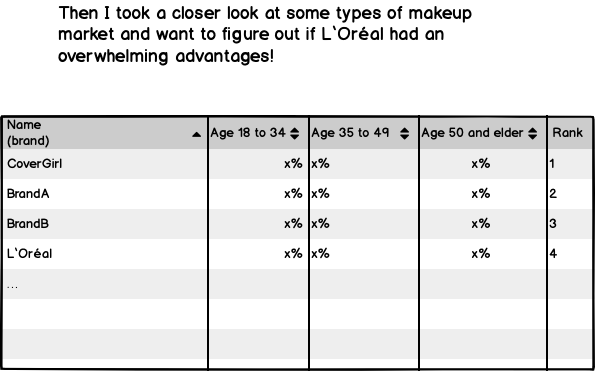 Then I took a closer look at some types of makeup
market and want to figure out if L'Oréal had an
overwhelming advantages!
Name
(brand) Age 18 to 34 Age 35 to 49 Age 50 and elder Rank
CoverGirl x% x% x% 1
BrandA x% x% x% 2
BrandB x% x% x% 3
L'Oréal x% x% x% 4
...